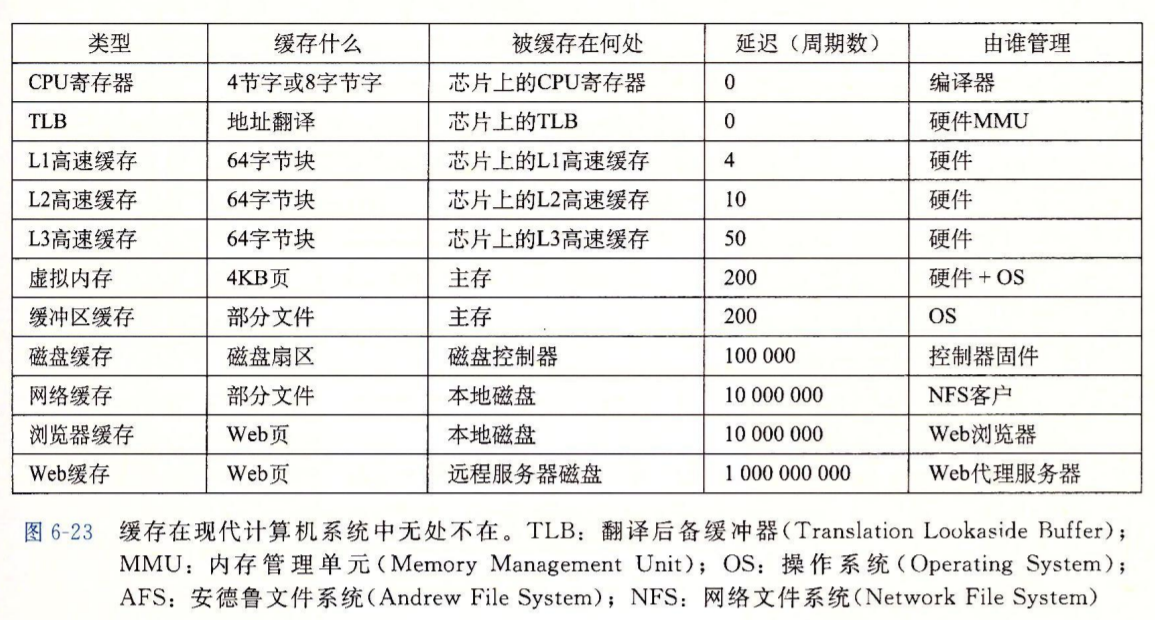 类型 缓存什么 被缓存在何处 延迟（周期数） 由谁管理
CPU寄存器 4节字或8字节字 芯片上的CPU寄存器 0 编译器
TLB 地址翻译 芯片上的TLB 0 硬件MMU
L1高速缓存 64字节块 芯片上的L1高速缓存 4 硬件
L2高速缓存 64字节块 芯片上的L2高速缓存 10 硬件
L3高速缓存 64字节块 芯片上的L3高速缓存 50 硬件
虚拟内存 4KB页 主存 200 硬件 + OS
缓冲区缓存 部分文件 主存 200 OS
磁盘缓存 磁盘扇区 磁盘控制器 100 000 控制器固件
网络缓存 部分文件 本地磁盘 10 000 000 NFS客户
浏览器缓存 Web页 本地磁盘 10 000 000 Web浏览器
Web缓存 Web页 远程服务器磁盘 1 000 000 000 Web代理服务器
图 6-23 缓存在现代计算机系统中无处不在。TLB：翻译后备缓冲器(Translation Lookaside Buffer)；
MMU：内存管理单元(Memory Management Unit)；OS：操作系统(Operating System)；
AFS：安德鲁文件系统(Andrew File System)；NFS：网络文件系统(Network File System)